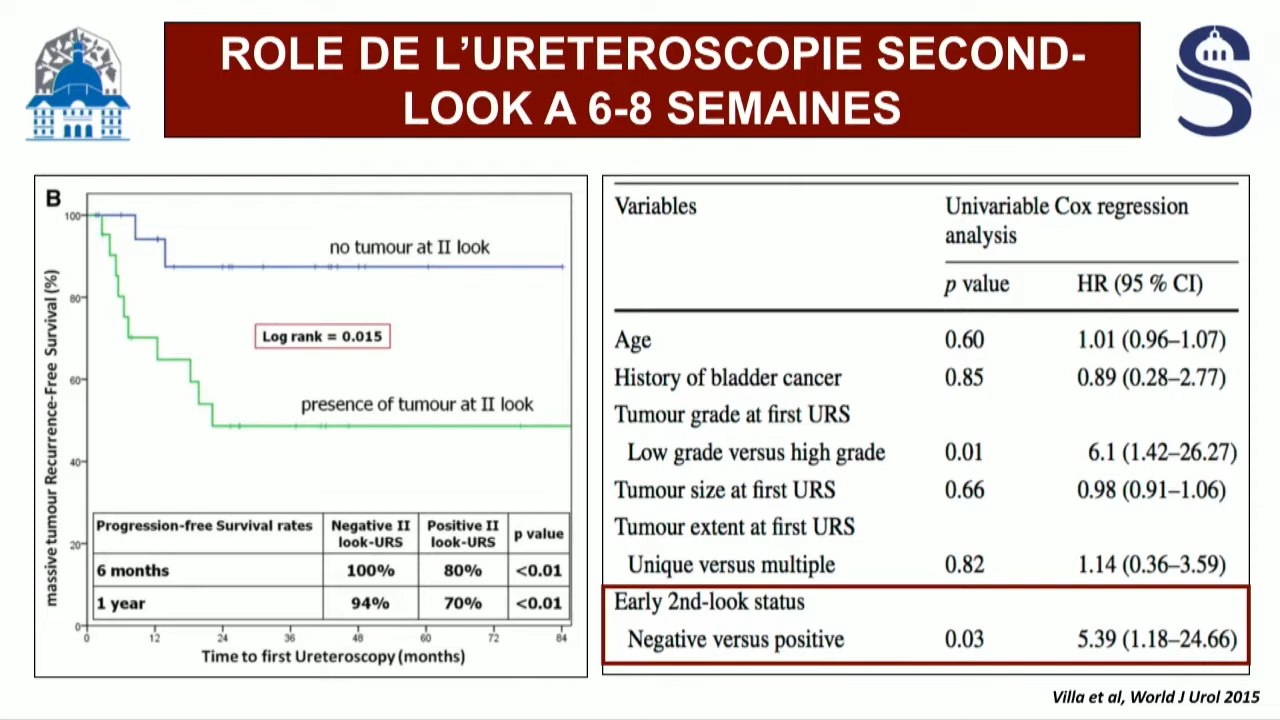 ROLE DE L’URETEROSCOPIE SECOND-
LOOK A 6-8 SEMAINES
B
massive tumour Recurrence-Free Survival (%)
100
80
60
40
20
0
no tumour at II look
Log rank = 0.015
presence of tumour at II look
Progression-free Survival rates Negative II look-URS Positive II look-URS p value
6 months 100% 80% <0.01
1 year 94% 70% <0.01
0 12 24 36 48 60 72 84
Time to first Ureteroscopy (months)
Variables Univariable Cox regression
analysis
p value HR (95 % CI)
Age 0.60 1.01 (0.96–1.07)
History of bladder cancer 0.85 0.89 (0.28–2.77)
Tumour grade at first URS
Low grade versus high grade 0.01 6.1 (1.42–26.27)
Tumour size at first URS 0.66 0.98 (0.91–1.06)
Tumour extent at first URS
Unique versus multiple 0.82 1.14 (0.36–3.59)
Early 2nd-look status
Negative versus positive 0.03 5.39 (1.18–24.66)
Villa et al, World J Urol 2015